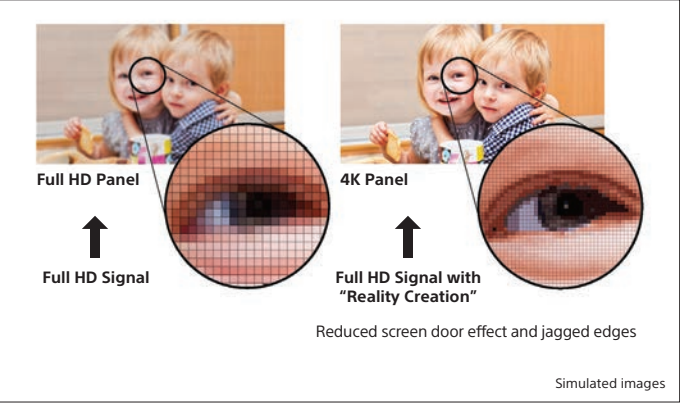 Full HD Panel
4K Panel
Full HD Signal
Full HD Signal with
“Reality Creation”
Reduced screen door effect and jagged edges
Simulated images